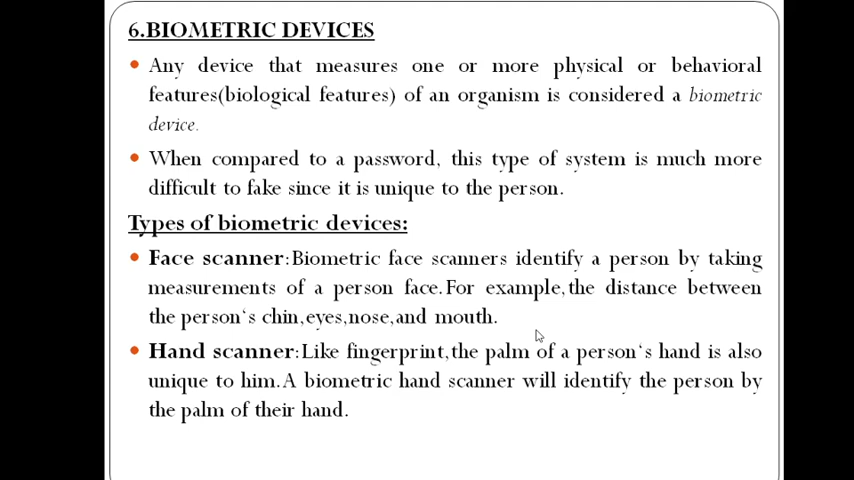 6.BIOMETRIC DEVICES
Any device that measures one or more physical or behavioral
features(biological features) of an organism is considered a biometric
device.
When compared to a password, this type of system is much more
difficult to fake since it is unique to the person.
Types of biometric devices:
Face scanner:Biometric face scanners identify a person by taking
measurements of a person face.For example,the distance between
the person‘s chin,eyes,nose,and mouth.
Hand scanner:Like fingerprint,the palm of a person‘s hand is also
unique to him.A biometric hand scanner will identify the person by
the palm of their hand.